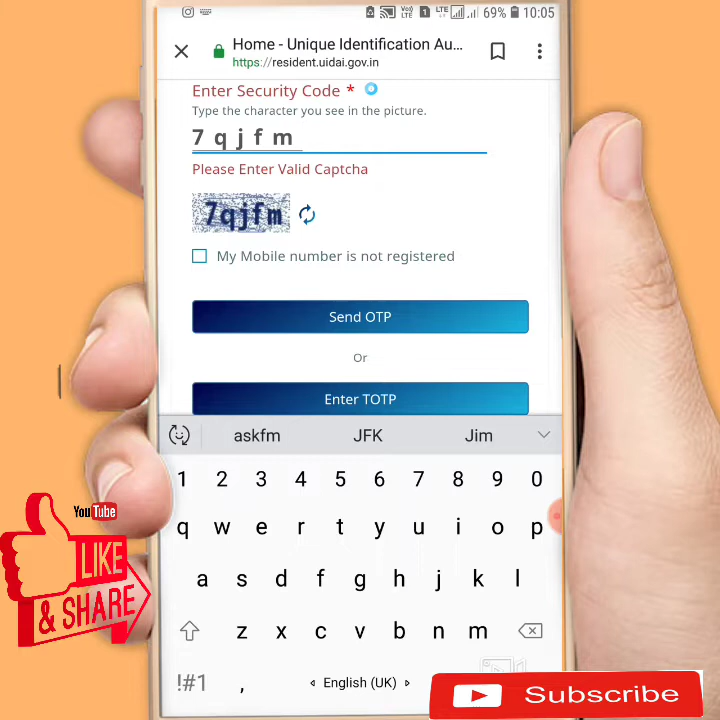 VoLTE 1 LTE 69% 10:05
Home - Unique Identification Au...
https://resident.uidai.gov.in
Enter Security Code *
Type the character you see in the picture.
7 q j f m
Please Enter Valid Captcha
7qjfm
My Mobile number is not registered
Send OTP
Or
Enter TOTP
askfm JFK Jim
1 2 3 4 5 6 7 8 9 0
q w e r t y u i o p
a s d f g h j k l
z x c v b n m
!#1 , English (UK)
YouTube
LIKE
& SHARE
Subscribe